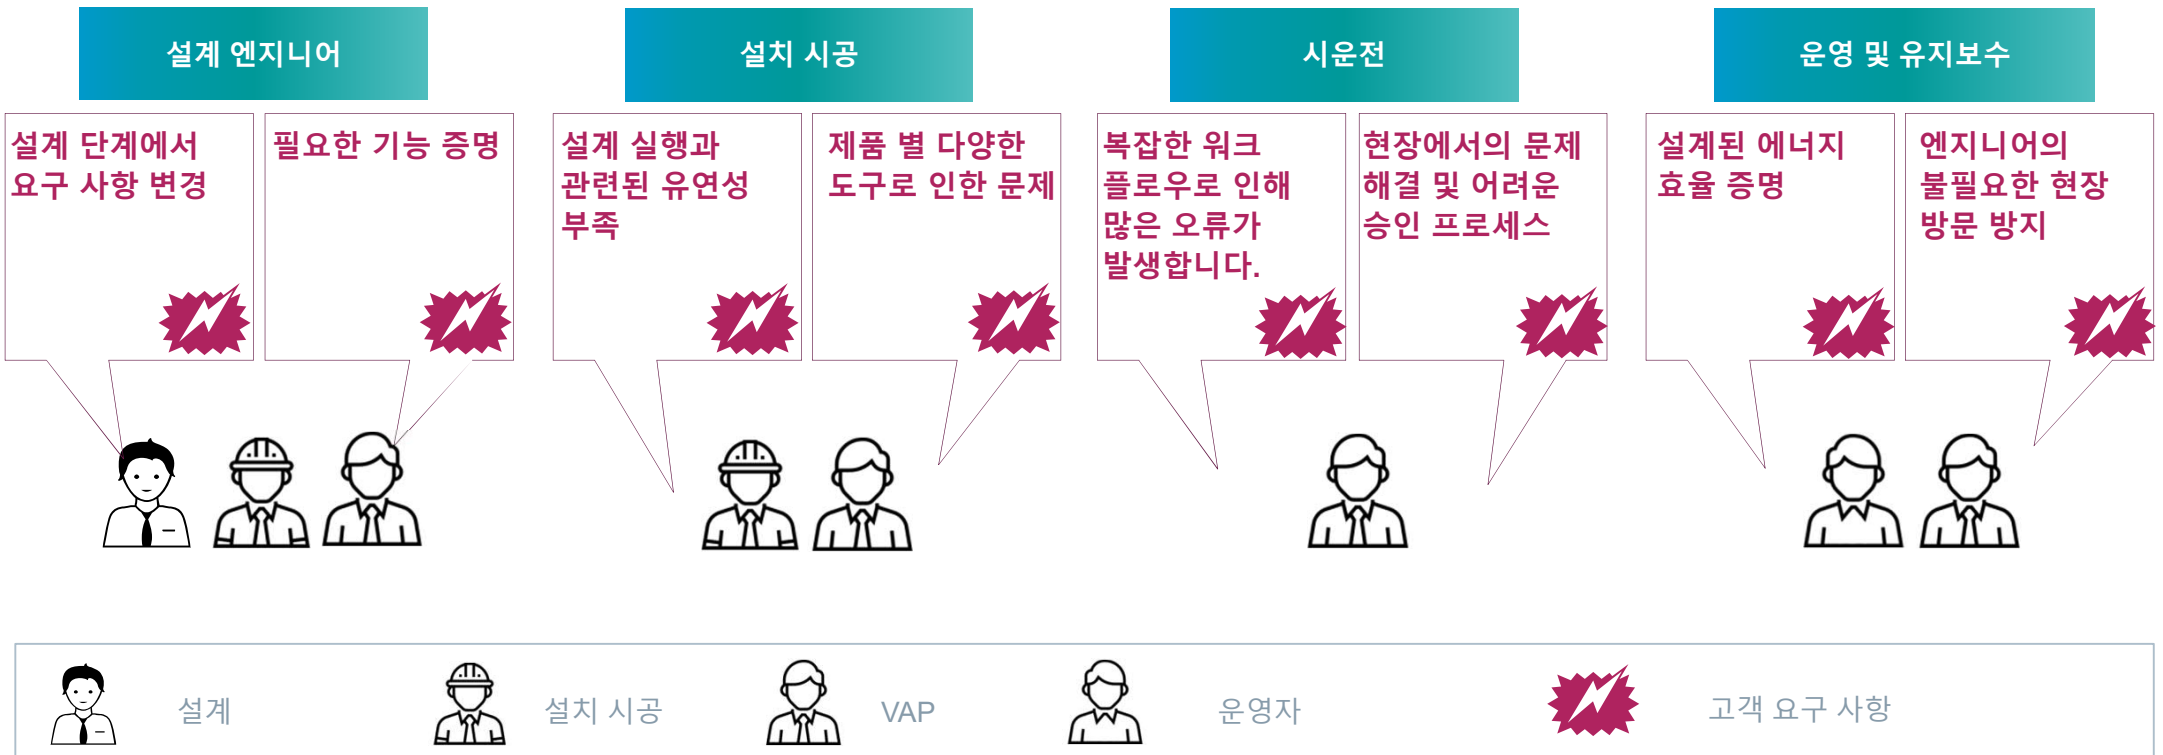 설계 엔지니어
설치 시공
시운전
운영 및 유지보수
설계 단계에서
요구 사항 변경
필요한 기능 증명
설계 실행과
관련된 유연성
부족
제품 별 다양한
도구로 인한 문제
복잡한 워크
플로우로 인해
많은 오류가
발생합니다.
현장에서의 문제
해결 및 어려운
승인 프로세스
설계된 에너지
효율 증명
엔지니어의
불필요한 현장
방문 방지
설계
설치 시공
VAP
운영자
고객 요구 사항